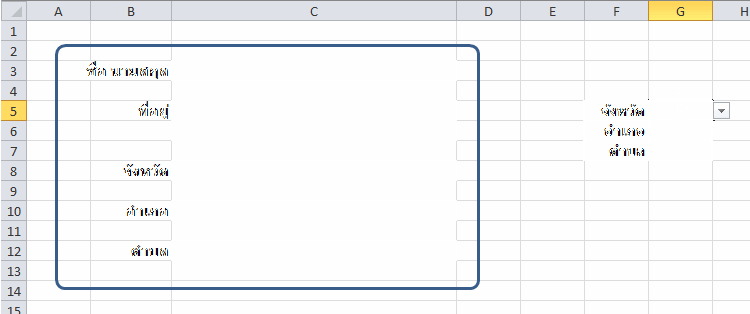 A B C D E F G H
1
2
3 ชื่อ นามสกุล
4
5 ที่อยู่ จังหวัด
6 อำเภอ
7 ตำบล
8 จังหวัด
9
10 อำเภอ
11
12 ตำบล
13
14
15